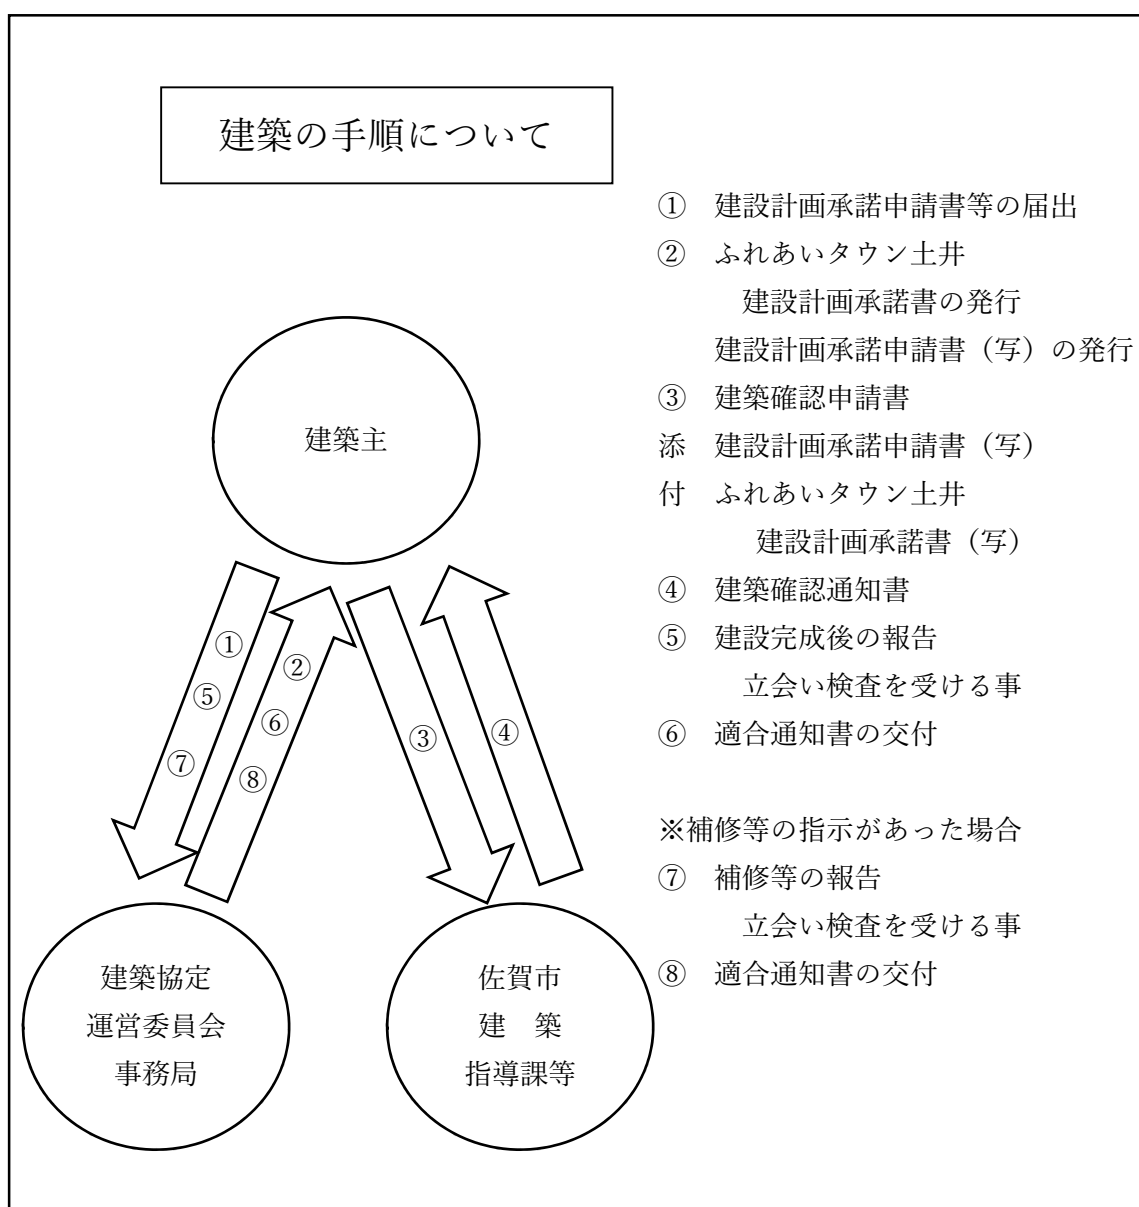 建築の手順について
① 建設計画承諾申請書等の届出
② ふれあいタウン土井
建設計画承諾書の発行
建設計画承諾申請書（写）の発行
③ 建築確認申請書
添 建設計画承諾申請書（写）
付 ふれあいタウン土井
建設計画承諾書（写）
④ 建築確認通知書
⑤ 建設完成後の報告
立会い検査を受ける事
⑥ 適合通知書の交付
※補修等の指示があった場合
⑦ 補修等の報告
立会い検査を受ける事
⑧ 適合通知書の交付
建築主
①
⑤
⑦
②
⑥
⑧
③
④
建築協定
運営委員会
事務局
佐賀市
建 築
指導課等